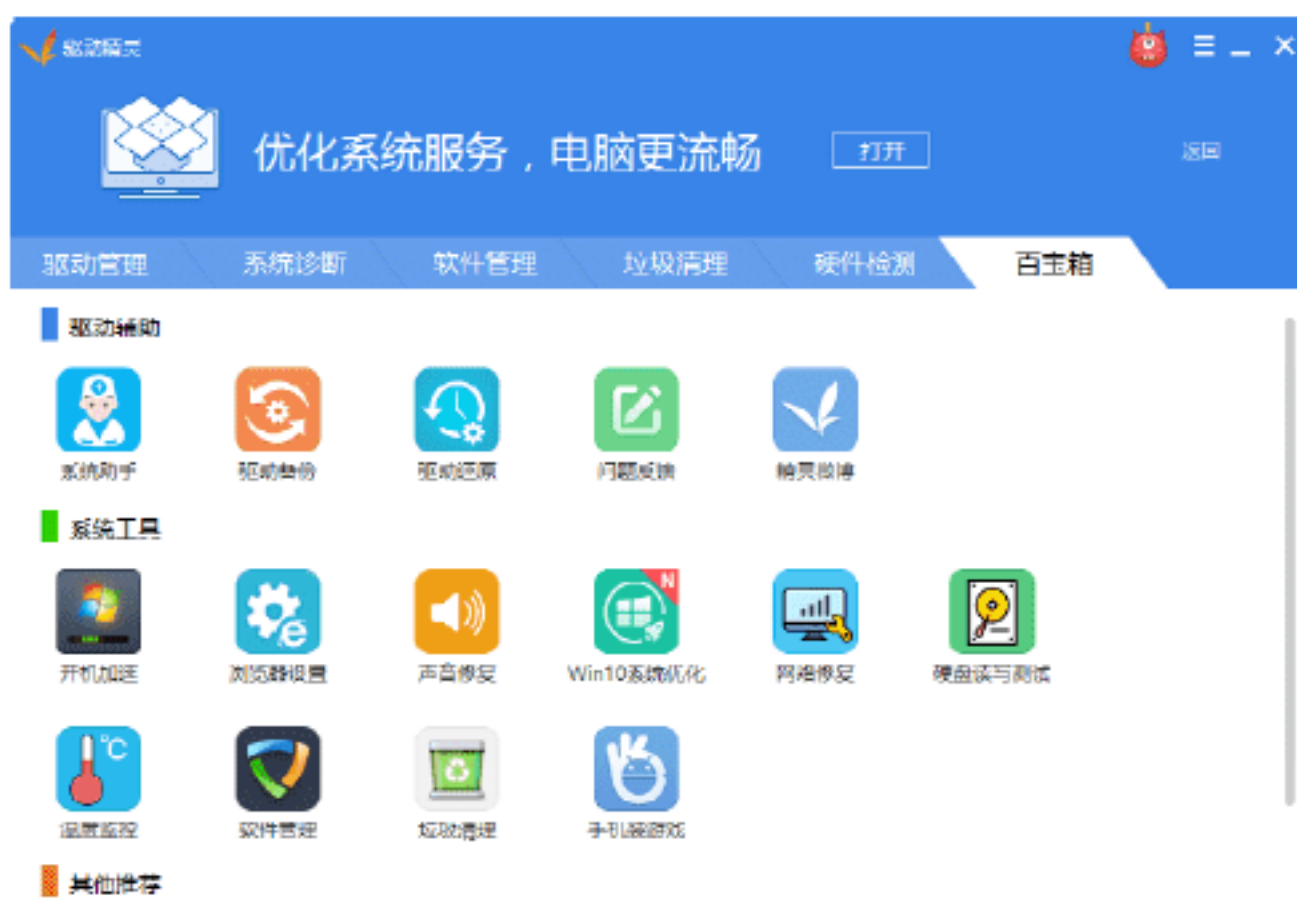 驱动精灵
优化系统服务，电脑更流畅
打开
返回
驱动管理 系统诊断 软件管理 垃圾清理 硬件检测 百宝箱
驱动辅助
系统助手 驱动备份 驱动还原 问题反馈 精灵微博
系统工具
N
开机加速 浏览器设置 声音修复 Win10系统优化 网络修复 硬盘读写测试
°C
温度监控 软件管理 垃圾清理 手机装游戏
其他推荐